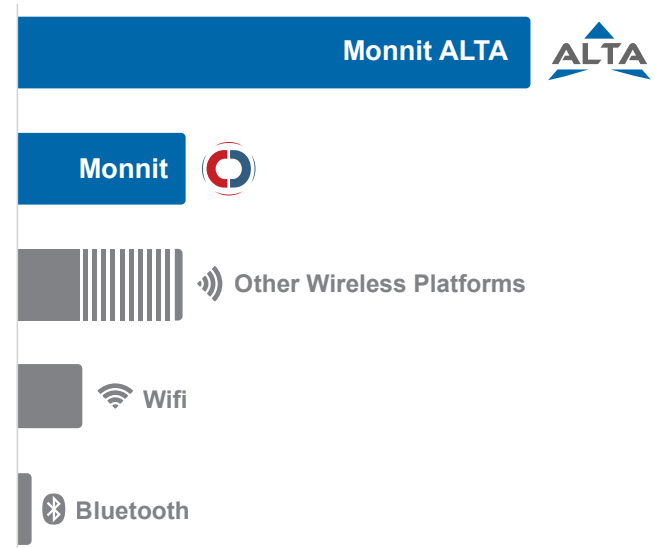 Monnit ALTA
ALTA
Monnit
Other Wireless Platforms
Wifi
Bluetooth